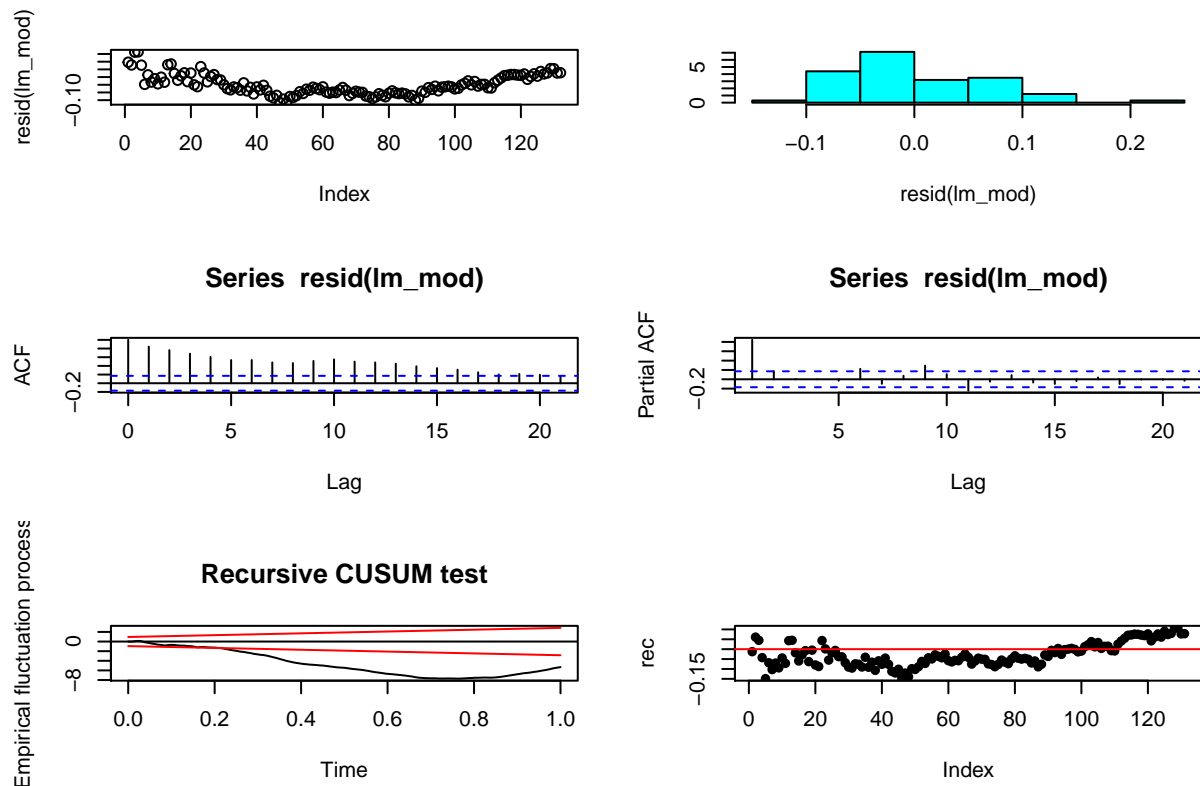 resid(lm_mod)
−0.10
0 20 40 60 80 100 120
Index
0 5
−0.1 0.0 0.1 0.2
resid(lm_mod)
Series resid(lm_mod)
ACF
−0.2
0 5 10 15 20
Lag
Series resid(lm_mod)
Partial ACF
−0.2
5 10 15 20
Lag
Recursive CUSUM test
Empirical fluctuation process
−8 0
0.0 0.2 0.4 0.6 0.8 1.0
Time
rec
−0.15
0 20 40 60 80 100 120
Index